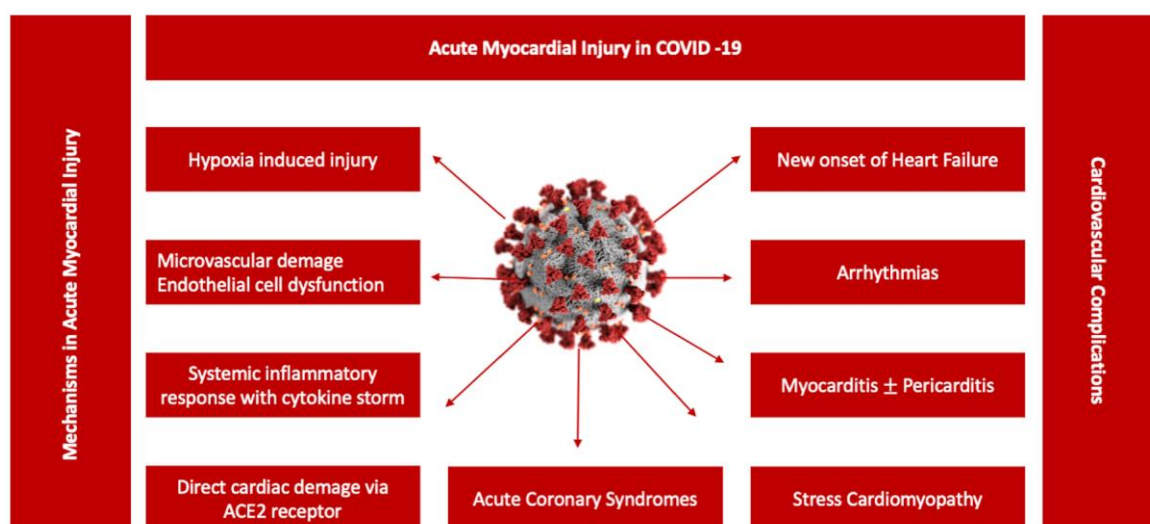 Acute Myocardial Injury in COVID -19
Mechanisms in Acute Myocardial Injury
Hypoxia induced injury
Microvascular damage
Endothelial cell dysfunction
Systemic inflammatory
response with cytokine storm
Direct cardiac damage via
ACE2 receptor
Acute Coronary Syndromes
New onset of Heart Failure
Arrhythmias
Myocarditis ± Pericarditis
Stress Cardiomyopathy
Cardiovascular Complications